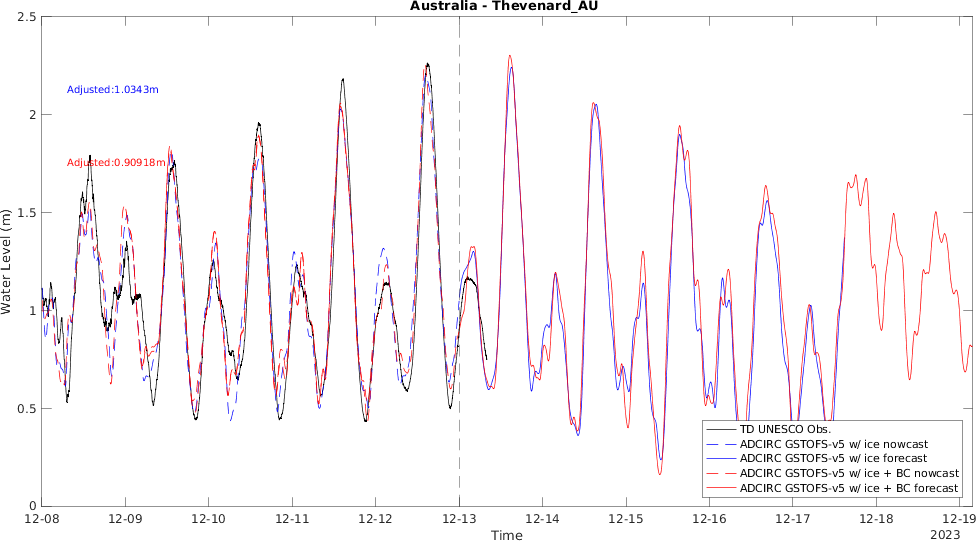 Australia - Thevenard_AU
Water Level (m)
2.5
2
1.5
1
0.5
0
Adjusted:1.0343m
Adjusted:0.90918m
TD UNESCO Obs.
ADCIRC GSTOFS-v5 w/ ice nowcast
ADCIRC GSTOFS-v5 w/ ice forecast
ADCIRC GSTOFS-v5 w/ ice + BC nowcast
ADCIRC GSTOFS-v5 w/ ice + BC forecast
12-08 12-09 12-10 12-11 12-12 12-13 12-14 12-15 12-16 12-17 12-18 12-19
Time
2023